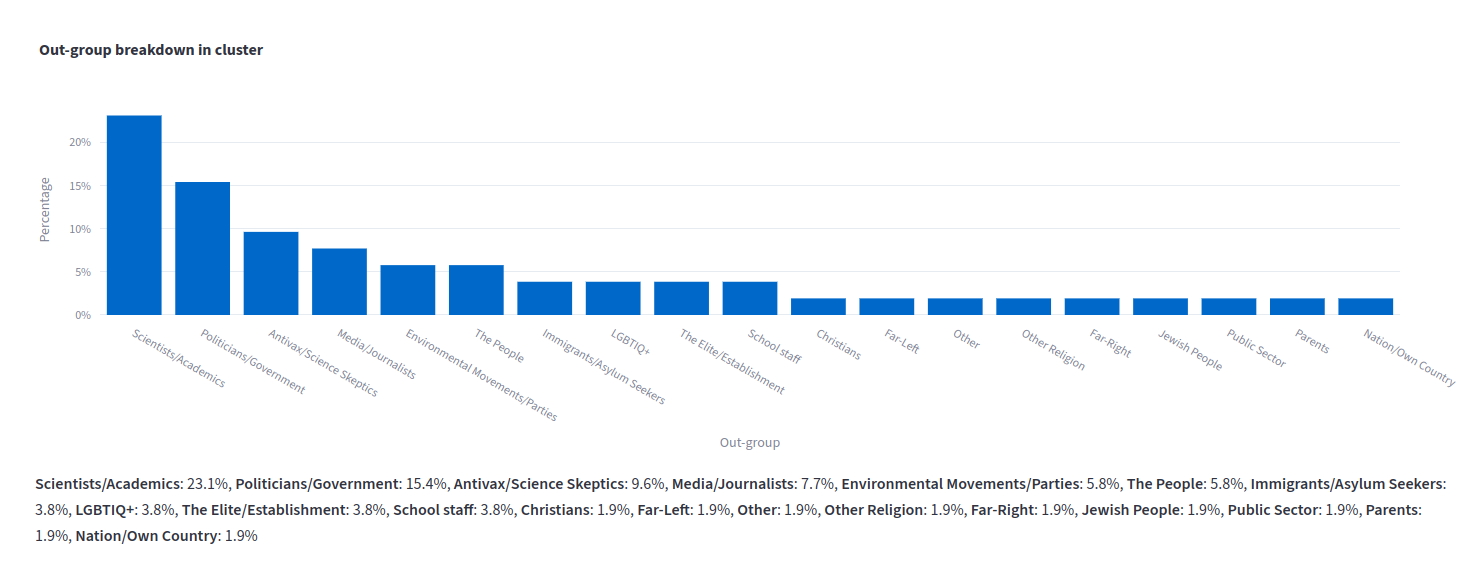 Out-group breakdown in cluster
Percentage
20%
15%
10%
5%
0%
Scientists/Academics
Politicians/Government
Antivax/Science Skeptics
Media/Journalists
Environmental Movements/Parties
The People
Immigrants/Asylum Seekers
LGBTIQ+
The Elite/Establishment
School staff
Christians
Far-Left
Other
Other Religion
Far-Right
Jewish People
Public Sector
Parents
Nation/Own Country
Out-group
Scientists/Academics: 23.1%, Politicians/Government: 15.4%, Antivax/Science Skeptics: 9.6%, Media/Journalists: 7.7%, Environmental Movements/Parties: 5.8%, The People: 5.8%, Immigrants/Asylum Seekers:
3.8%, LGBTIQ+: 3.8%, The Elite/Establishment: 3.8%, School staff: 3.8%, Christians: 1.9%, Far-Left: 1.9%, Other: 1.9%, Other Religion: 1.9%, Far-Right: 1.9%, Jewish People: 1.9%, Public Sector: 1.9%, Parents:
1.9%, Nation/Own Country: 1.9%